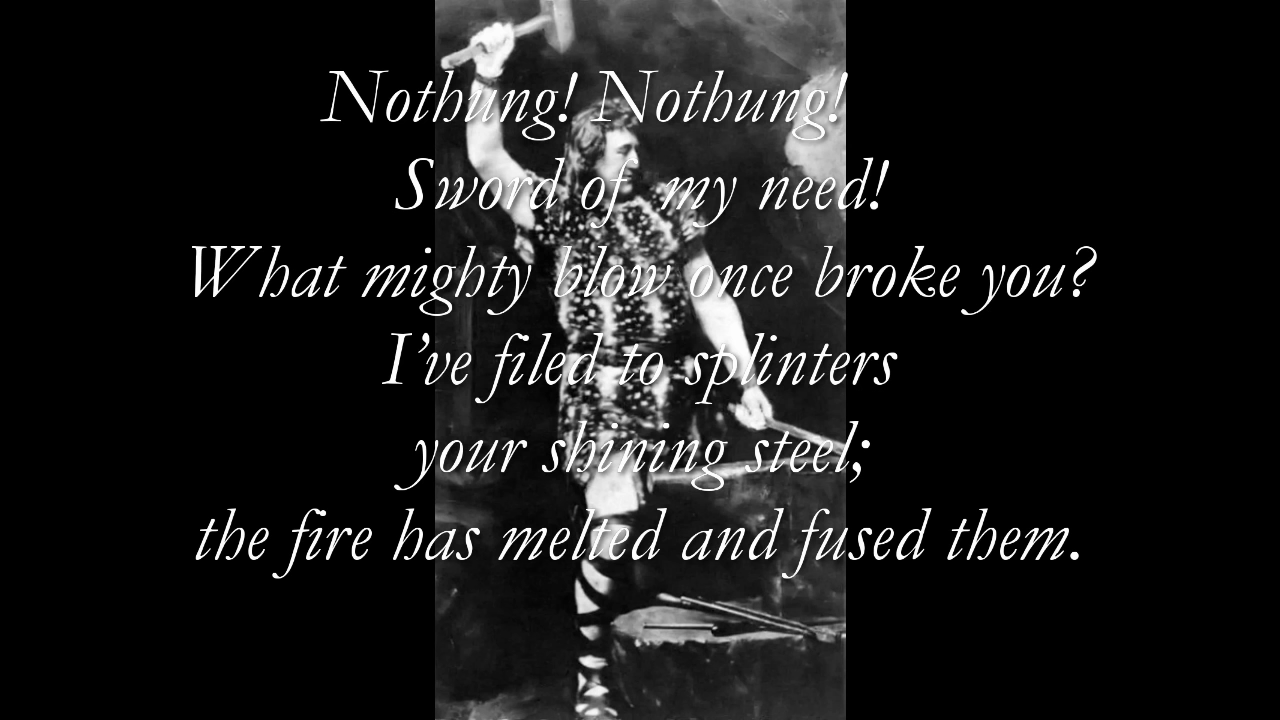 Nothung! Nothung!
Sword of my need!
What mighty blow once broke you?
I’ve filed to splinters
your shining steel;
the fire has melted and fused them.